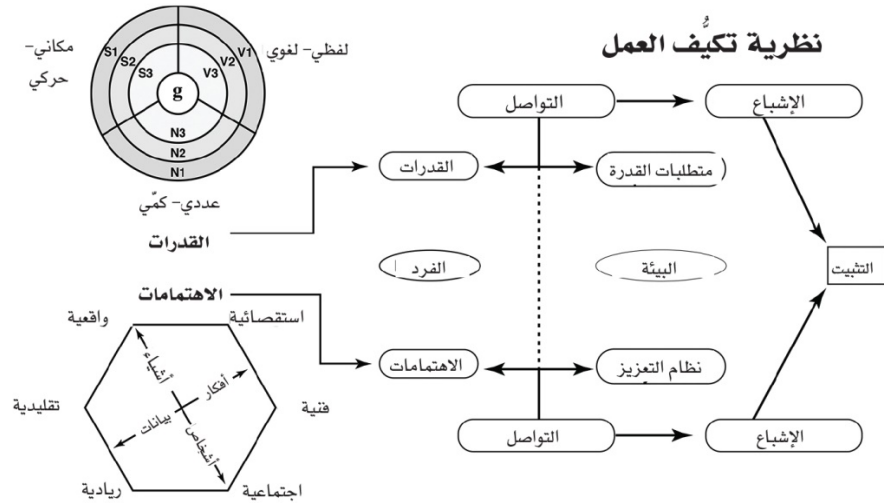 نظرية تكيُّف العمل
مكاني-
حركي
لفظي- لغوي
S1
S2
S3
V1
V2
V3
g
N3
N2
N1
عددي- كمّي
القدرات
التواصل
الإشباع
القدرات
متطلبات القدرة
الفرد
البيئة
التثبيت
الاهتمامات
نظام التعزيز
التواصل
الإشباع
الاهتمامات
واقعية
استقصائية
تقليدية
فنية
ريادية
اجتماعية
أشياء
أفكار
بيانات
أشخاص